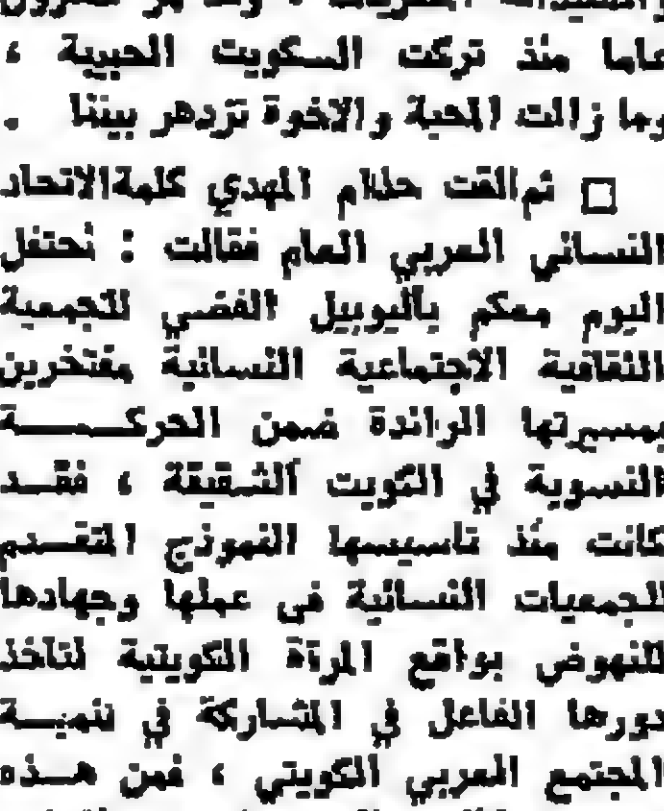 عاما منذ تركت الكويت الحبيبة ،
وما زالت المحبة والاخوة تزدهر بيننا .
□ ثم القت حذام المهدي كلمة الاتحاد
النسائي العربي العام فقالت : نحتفل
اليوم معكم باليوبيل الفضي للجمعية
الثقافية الاجتماعية النسائية مفتخرين
بمسيرتها الرائدة ضمن الحركة
النسوية في الكويت الشقيقة ، فقد
كانت منذ تاسيسها النموذج المتقدم
للجمعيات النسائية في عملها وجهادها
للنهوض بواقع المرآة الكويتية لتاخذ
دورها الفاعل في المشاركة في تنمية
المجتمع العربي الكويتي ، فمن هذه